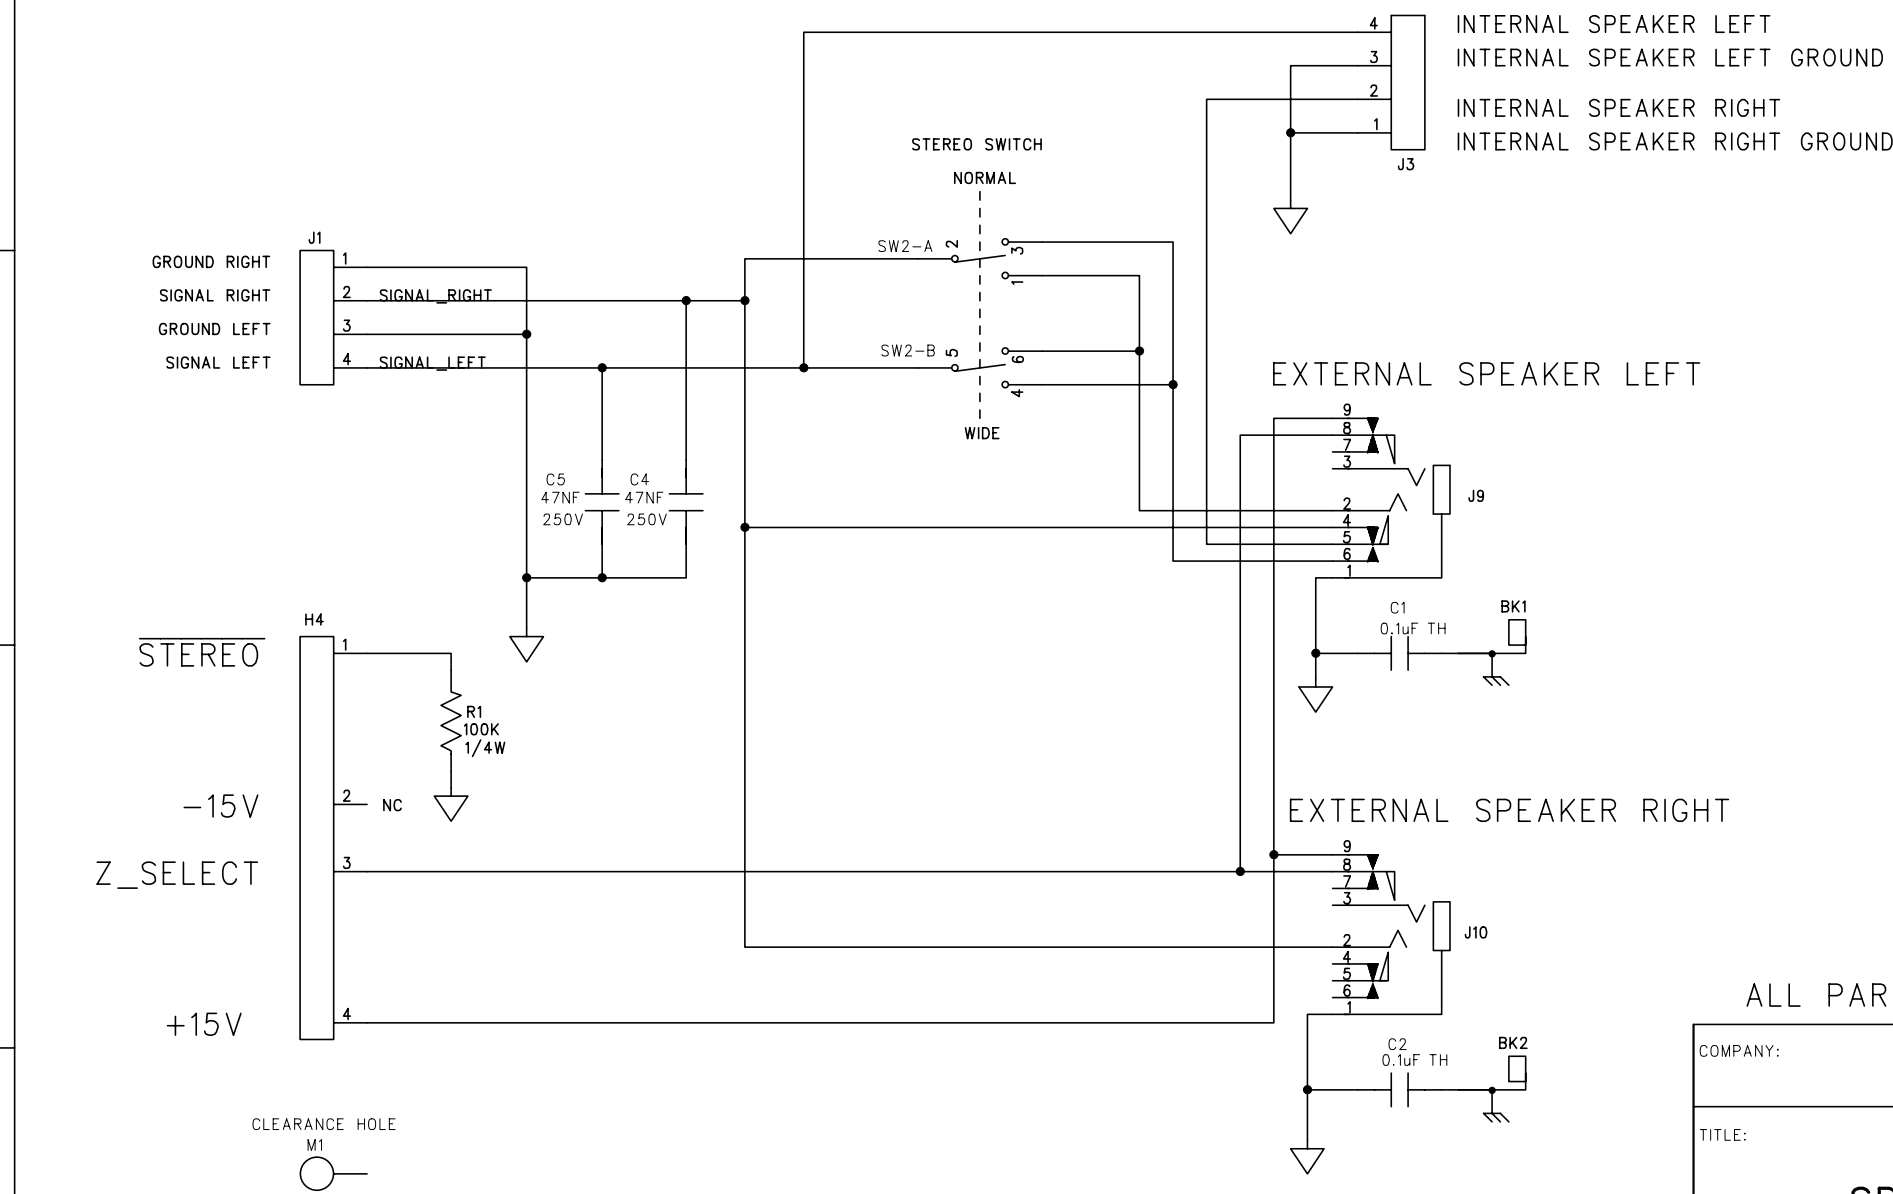 4 INTERNAL SPEAKER LEFT
3 INTERNAL SPEAKER LEFT GROUND
2 INTERNAL SPEAKER RIGHT
1 INTERNAL SPEAKER RIGHT GROUND
J3
STEREO SWITCH
NORMAL
SW2-A 2 3
1
SW2-B 5 6
4
WIDE
J1
GROUND RIGHT 1
SIGNAL RIGHT 2 SIGNAL_RIGHT
GROUND LEFT 3
SIGNAL LEFT 4 SIGNAL_LEFT
C5
47NF
250V
C4
47NF
250V
EXTERNAL SPEAKER LEFT
9
8
7
3
J9
2
4
5
6
1
C1
0.1uF TH
BK1
H4
STEREO 1
R1
100K
1/4W
-15V 2 NC
Z_SELECT 3
+15V 4
EXTERNAL SPEAKER RIGHT
9
8
7
3
J10
2
4
5
6
1
C2
0.1uF TH
BK2
CLEARANCE HOLE
M1
ALL PAR
COMPANY:
TITLE: